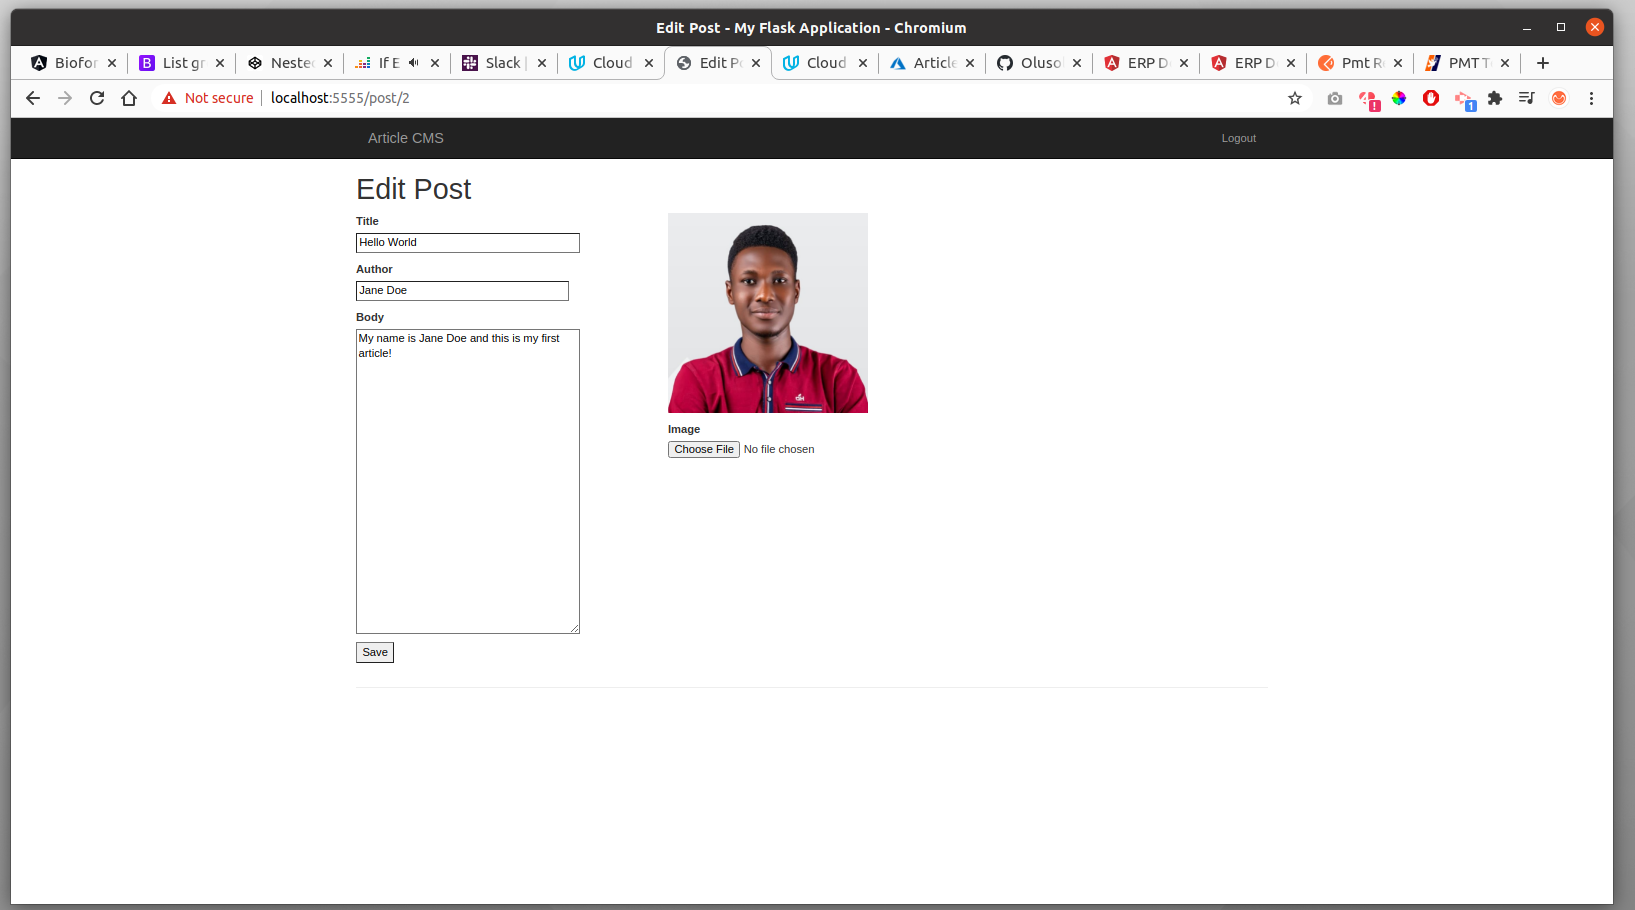 Edit Post - My Flask Application - Chromium
Biofor
List gr
Nested
If E
Slack |
Cloud
Edit Po
Cloud
Article
Oluso
ERP D
ERP D
Pmt R
PMT T
Not secure
localhost:5555/post/2
Article CMS
Logout
Edit Post
Title
Hello World
Author
Jane Doe
Body
My name is Jane Doe and this is my first
article!
Image
Choose File No file chosen
Save